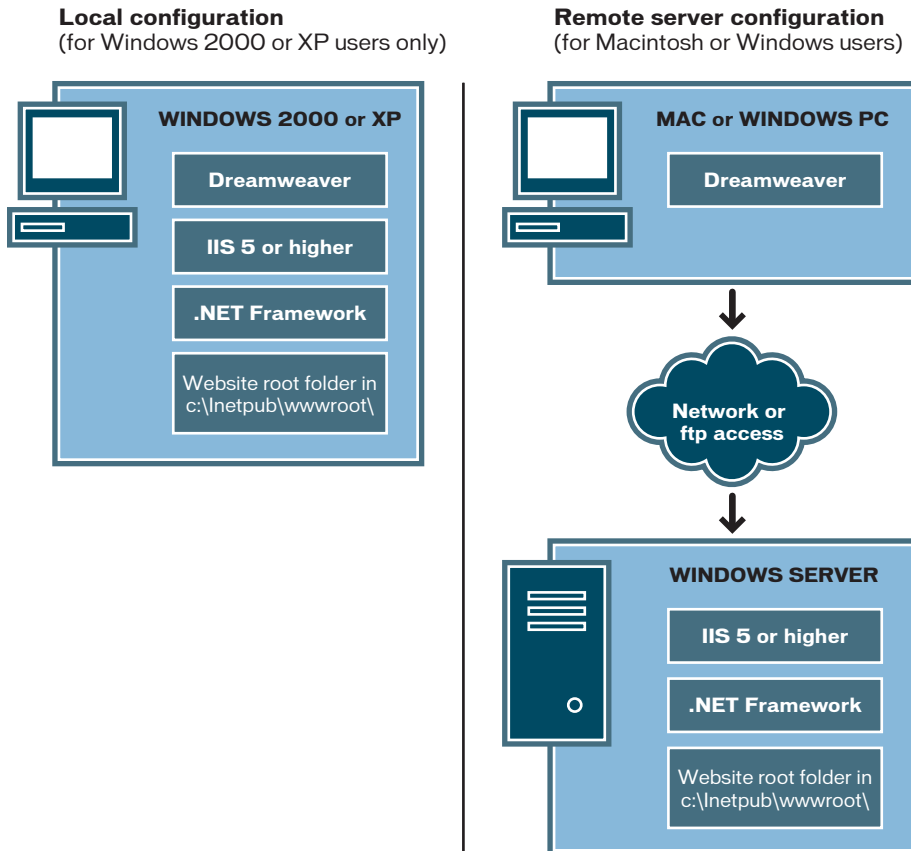 Local configuration
(for Windows 2000 or XP users only)
WINDOWS 2000 or XP
Dreamweaver
IIS 5 or higher
.NET Framework
Website root folder in
c:\Inetpub\wwwroot\
Remote server configuration
(for Macintosh or Windows users)
MAC or WINDOWS PC
Dreamweaver
Network or
ftp access
WINDOWS SERVER
IIS 5 or higher
.NET Framework
Website root folder in
c:\Inetpub\wwwroot\